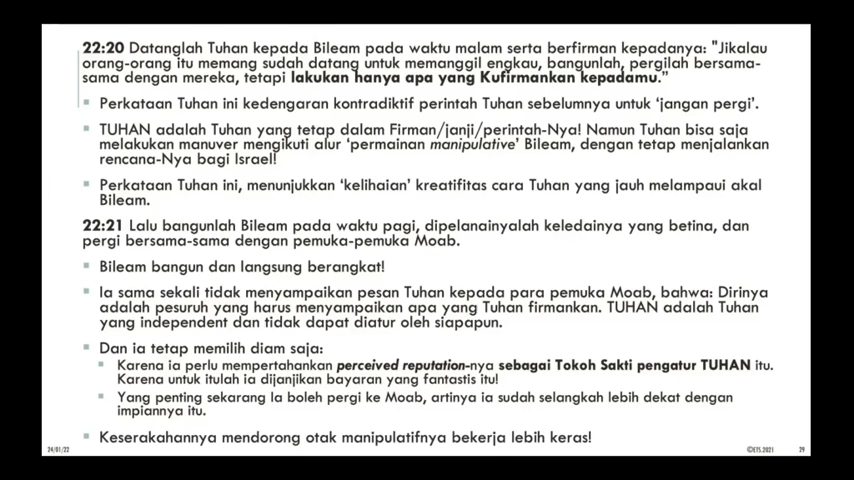 22:20 Datanglah Tuhan kepada Bileam pada waktu malam serta berfirman kepadanya: "Jikalau
orang-orang itu memang sudah datang untuk memanggil engkau, bangunlah, pergilah bersama-
sama dengan mereka, tetapi lakukan hanya apa yang Kufirmankan kepadamu."
▪ Perkataan Tuhan ini kedengaran kontradiktif perintah Tuhan sebelumnya untuk 'jangan pergi'.
▪ TUHAN adalah Tuhan yang tetap dalam Firman/janji/perintah-Nya! Namun Tuhan bisa saja
melakukan manuver mengikuti alur 'permainan manipulative' Bileam, dengan tetap menjalankan
rencana-Nya bagi Israel!
▪ Perkataan Tuhan ini, menunjukkan 'kelihaian' kreatifitas cara Tuhan yang jauh melampaui akal
Bileam.
22:21 Lalu bangunlah Bileam pada waktu pagi, dipelanainyalah keledainya yang betina, dan
pergi bersama-sama dengan pemuka-pemuka Moab.
▪ Bileam bangun dan langsung berangkat!
▪ Ia sama sekali tidak menyampaikan pesan Tuhan kepada para pemuka Moab, bahwa: Dirinya
adalah pesuruh yang harus menyampaikan apa yang Tuhan firmankan. TUHAN adalah Tuhan
yang independent dan tidak dapat diatur oleh siapapun.
▪ Dan ia tetap memilih diam saja:
▪ Karena ia perlu mempertahankan perceived reputation-nya sebagai Tokoh Sakti pengatur TUHAN itu.
Karena untuk itulah ia dijanjikan bayaran yang fantastis itu!
▪ Yang penting sekarang Ia boleh pergi ke Moab, artinya ia sudah selangkah lebih dekat dengan
impiannya itu.
▪ Keserakahannya mendorong otak manipulatifnya bekerja lebih keras!
24/01/22
©ETS.2021
29